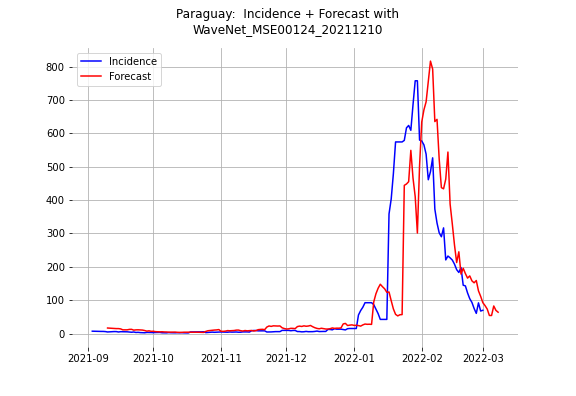 Paraguay:  Incidence + Forecast with
WaveNet_MSE00124_20211210
Incidence
Forecast
800
700
600
500
400
300
200
100
0
2021-09 2021-10 2021-11 2021-12 2022-01 2022-02 2022-03